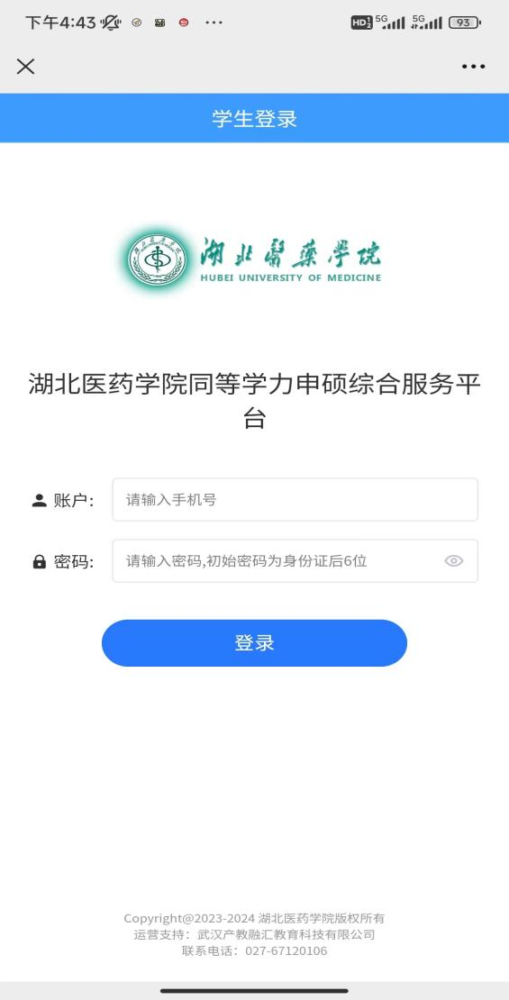 下午4:43
HD 1 2 5G 5G 93
学生登录
湖北醫藥学院
HUBEI UNIVERSITY OF MEDICINE
湖北医药学院同等学力申硕综合服务平
台
账户: 请输入手机号
密码: 请输入密码,初始密码为身份证后6位
登录
Copyright@2023-2024 湖北医药学院版权所有
运营支持：武汉产教融汇教育科技有限公司
联系电话：027-67120106